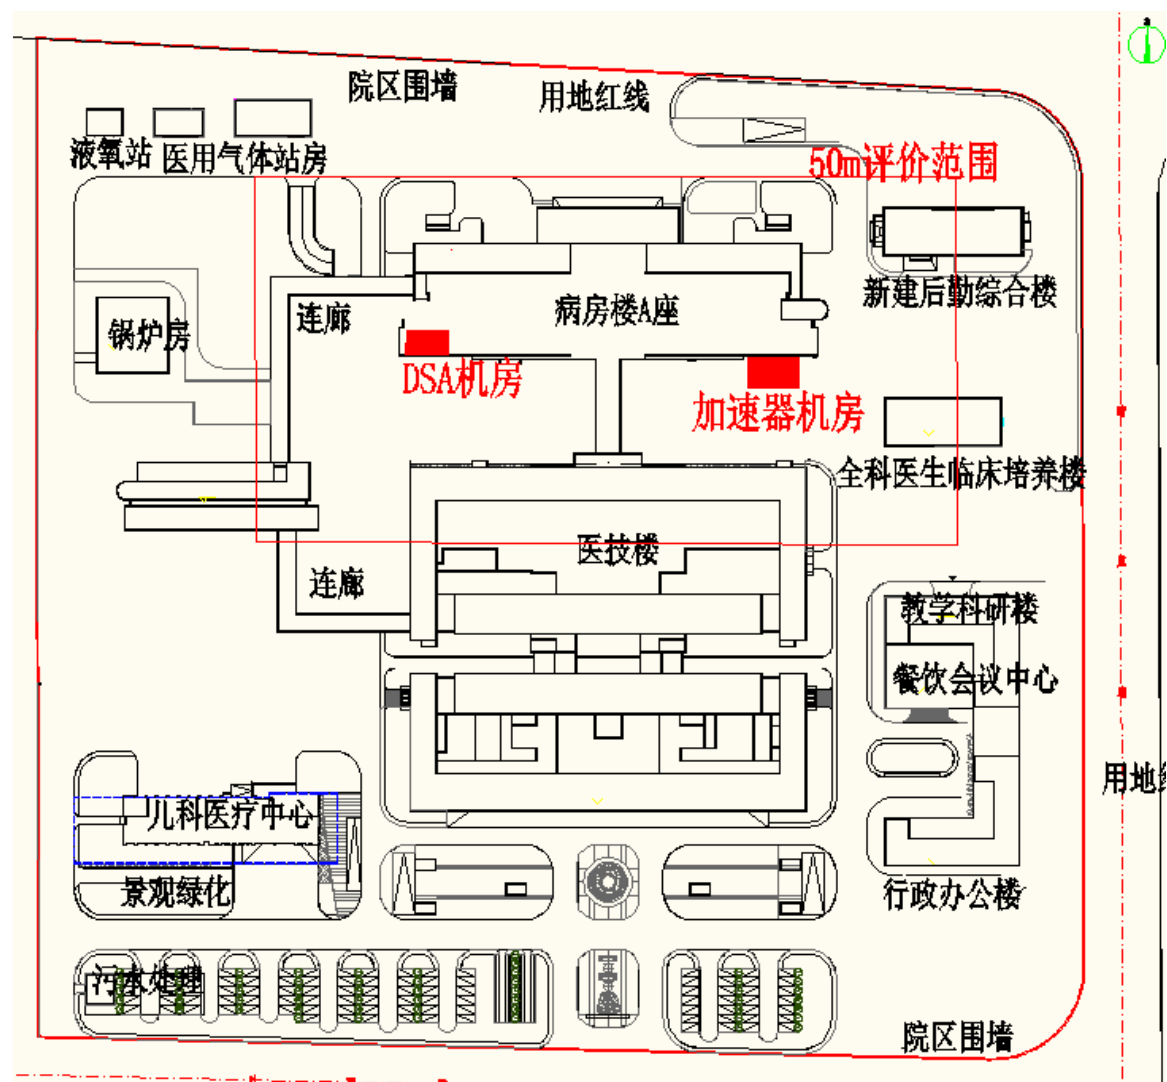 院区围墙
用地红线
液氧站
医用气体站房
50m评价范围
新建后勤综合楼
连廊
病房楼A座
锅炉房
DSA机房
加速器机房
全科医生临床培养楼
医技楼
连廊
教学科研楼
餐饮会议中心
用地
儿科医疗中心
景观绿化
行政办公楼
污水处理
院区围墙